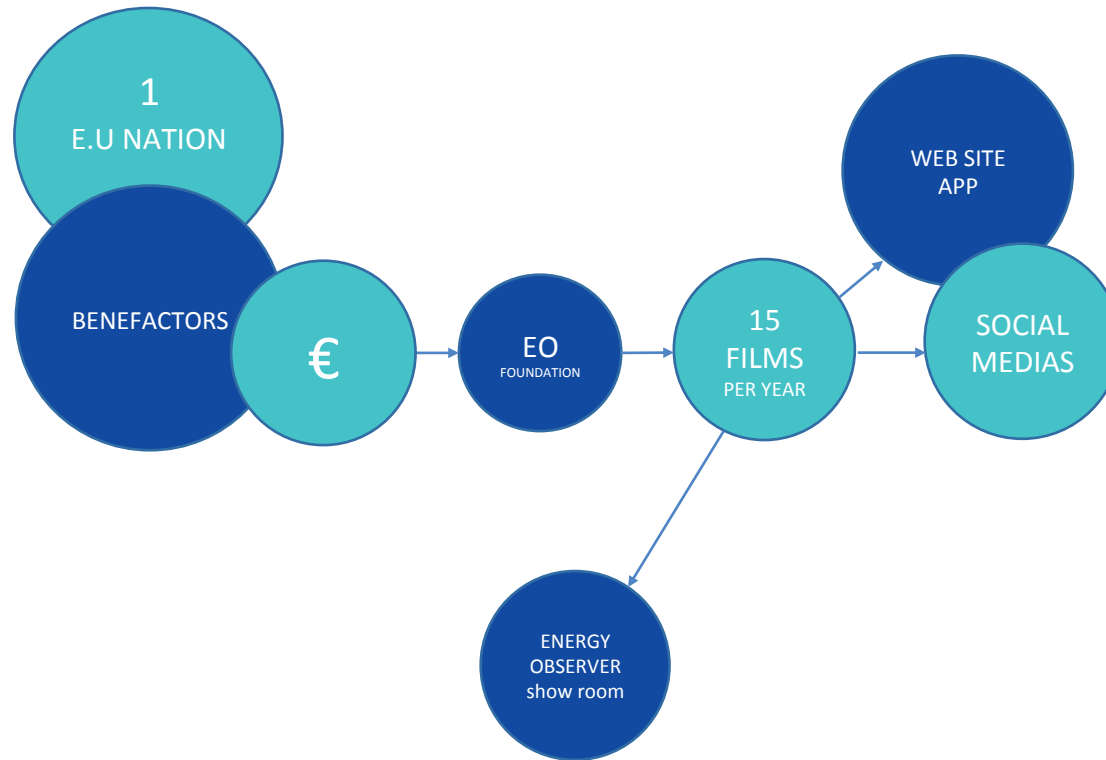 1
E.U NATION
BENEFACTORS
€
EO
FOUNDATION
15
FILMS
PER YEAR
WEB SITE
APP
SOCIAL
MEDIAS
ENERGY
OBSERVER
show room